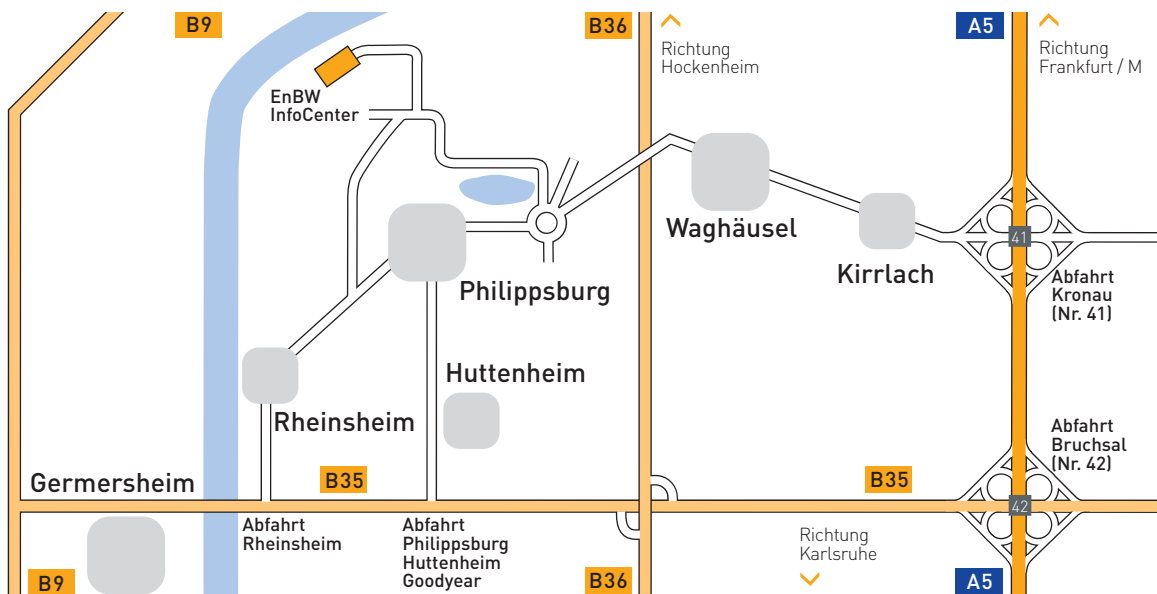 B9
B36
A5
Richtung
Hockenheim
Richtung
Frankfurt / M
EnBW
InfoCenter
Waghäusel
41
Kirrlach
Philippsburg
Abfahrt
Kronau
(Nr. 41)
Huttenheim
Rheinsheim
Abfahrt
Bruchsal
(Nr. 42)
Germersheim
B35
B35
42
Abfahrt
Rheinsheim
Abfahrt
Philippsburg
Huttenheim
Goodyear
Richtung
Karlsruhe
B9
B36
A5